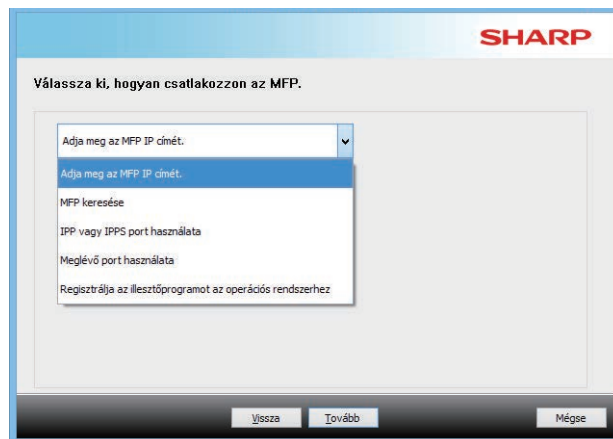 SHARP
Válassza ki, hogyan csatlakozzon az MFP.
Adja meg az MFP IP címét.
Adja meg az MFP IP címét.
MFP keresése
IPP vagy IPPS port használata
Meglévő port használata
Regisztrálja az illesztőprogramot az operációs rendszerhez
Vissza Tovább Mégse